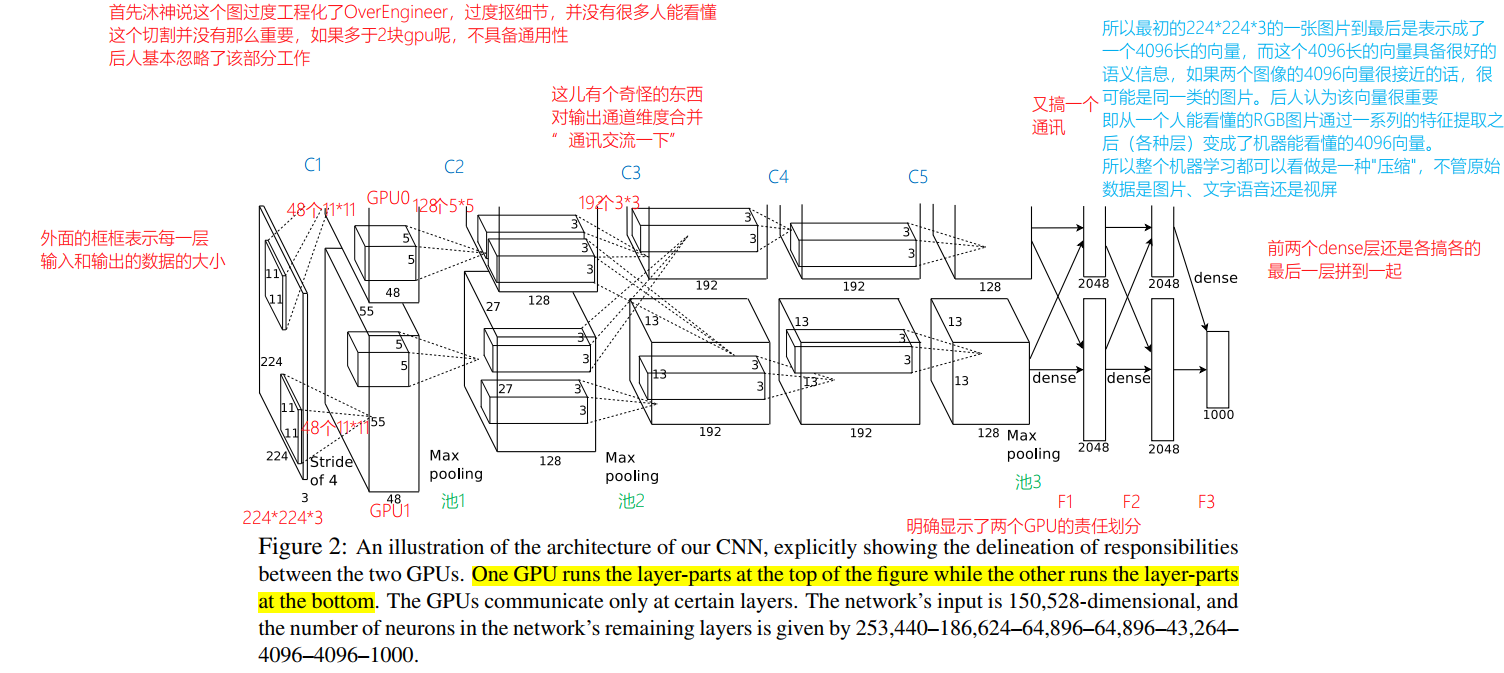 首先沐神说这个图过度工程化了OverEngineer，过度抠细节，并没有很多人能看懂
这个切割并没有那么重要，如果多于2块gpu呢，不具备通用性
后人基本忽略了该部分工作
所以最初的224*224*3的一张图片到最后是表示成了
一个4096长的向量，而这个4096长的向量具备很好的
语义信息，如果两个图像的4096向量很接近的话，很
可能是同一类的图片。后人认为该向量很重要
即从一个人能看懂的RGB图片通过一系列的特征提取之
后（各种层）变成了机器能看懂的4096向量。
所以整个机器学习都可以看做是一种"压缩"，不管原始
数据是图片、文字语音还是视屏
这儿有个奇怪的东西
对输出通道维度合并
“ 通讯交流一下”
又搞一个
通讯
C1
C2
C3
C4
C5
48个11*11
GPU0
128个5*5
192个3*3
外面的框框表示每一层
输入和输出的数据的大小
前两个dense层还是各搞各的
最后一层拼到一起
11
11
5
5
48
55
3
3
27
128
3
3
192
3
3
192
128
2048
2048
dense
224
5
5
3
3
13
13
3
3
13
3
3
13
13
13
dense
dense
1000
11
11
48个11*11
55
27
3
3
128
192
192
128
2048
2048
224
Stride
of 4
3
48
Max
pooling
Max
pooling
Max
pooling
池1
池2
池3
224*224*3
GPU1
F1
F2
F3
明确显示了两个GPU的责任划分
Figure 2: An illustration of the architecture of our CNN, explicitly showing the delineation of responsibilities
between the two GPUs. One GPU runs the layer-parts at the top of the figure while the other runs the layer-parts
at the bottom. The GPUs communicate only at certain layers. The network’s input is 150,528-dimensional, and
the number of neurons in the network’s remaining layers is given by 253,440–186,624–64,896–64,896–43,264–
4096–4096–1000.